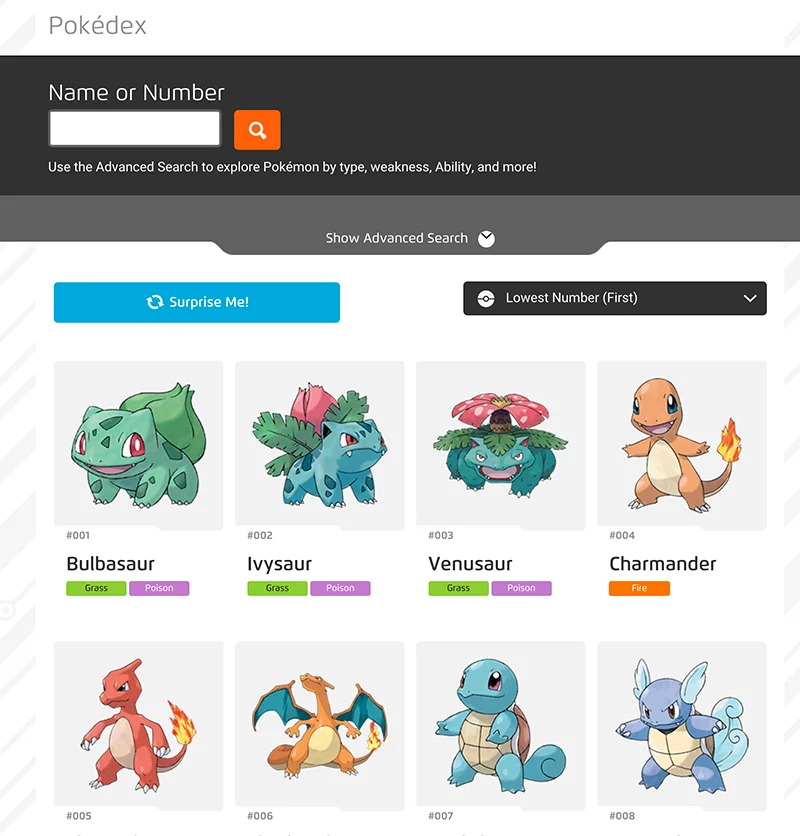 Pokédex
Name or Number
Use the Advanced Search to explore Pokémon by type, weakness, Ability, and more!
Show Advanced Search
Surprise Me!
Lowest Number (First)
#001
#002
#003
#004
Bulbasaur
Ivysaur
Venusaur
Charmander
Grass Poison
Grass Poison
Grass Poison
Fire
#005
#006
#007
#008